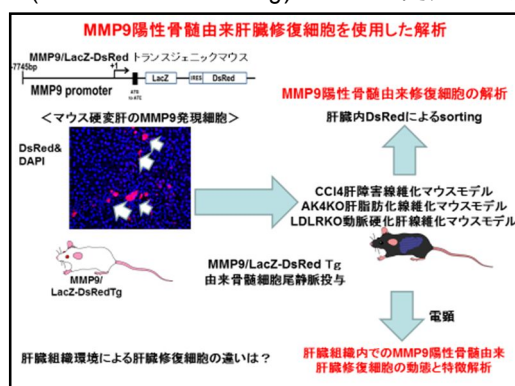 MMP9陽性骨髄由来肝臓修復細胞を使用した解析
MMP9/LacZ-DsRed トランスジェニックマウス
-7745bp
+1
LacZ
IRES
DsRed
MMP9 promoter
ATG
to ATC
<マウス硬変肝のMMP9発現細胞>
DsRed&
DAPI
MMP9陽性骨髄由来修復細胞の解析
肝臓内DsRedによるsorting
CCl4肝障害線維化マウスモデル
AK4KO肝脂肪化線維化マウスモデル
LDLRKO動脈硬化肝線維化マウスモデル
MMP9/LacZ-DsRed Tg
由来骨髄細胞尾静脈投与
MMP9/
LacZ-DsRedTg
電顕
肝臓組織環境による肝臓修復細胞の違いは?
肝臓組織内でのMMP9陽性骨髄由来
肝臓修復細胞の動態と特徴解析